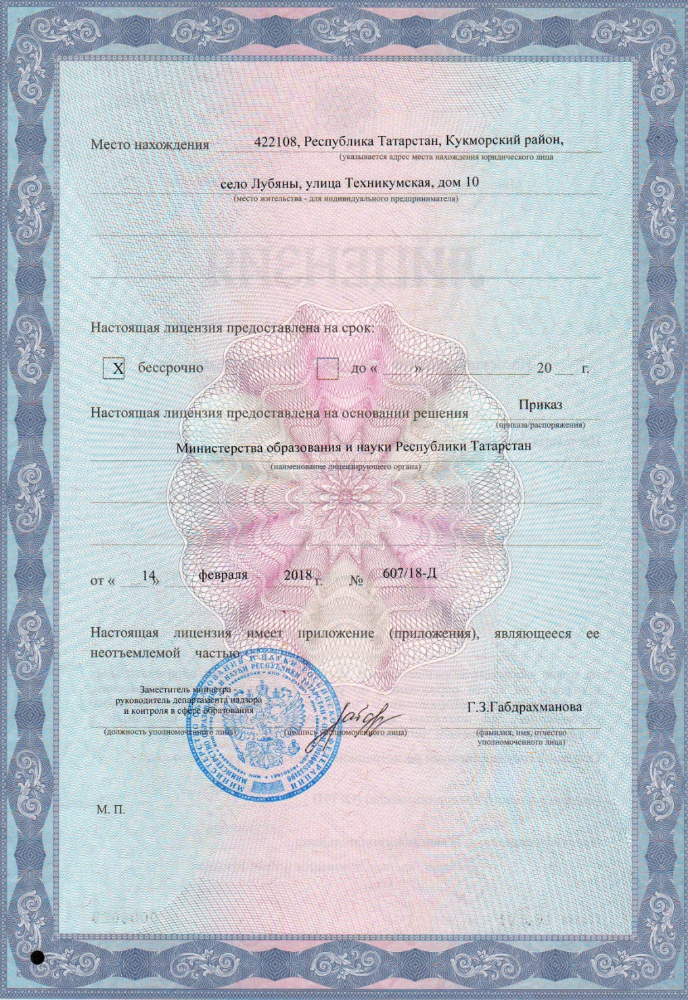 Место нахождения 422108, Республика Татарстан, Кукморский район,
(указывается адрес места нахождения юридического лица
село Лубяны, улица Техникумская, дом 10
(место жительства - для индивидуального предпринимателя)
Настоящая лицензия предоставлена на срок:
X бессрочно до « » 20 г.
Настоящая лицензия предоставлена на основании решения Приказ
(приказа/распоряжения)
Министерства образования и науки Республики Татарстан
(наименование лицензирующего органа)
от « 14 » февраля 2018 г. № 607/18-Д
Настоящая лицензия имеет приложение (приложения), являющееся ее
неотъемлемой частью.
Заместитель министра -
руководитель департамента надзора
и контроля в сфере образования
Г.З.Габдрахманова
(должность уполномоченного лица) (подпись уполномоченного лица) (фамилия, имя, отчество
уполномоченного лица)
М. П.